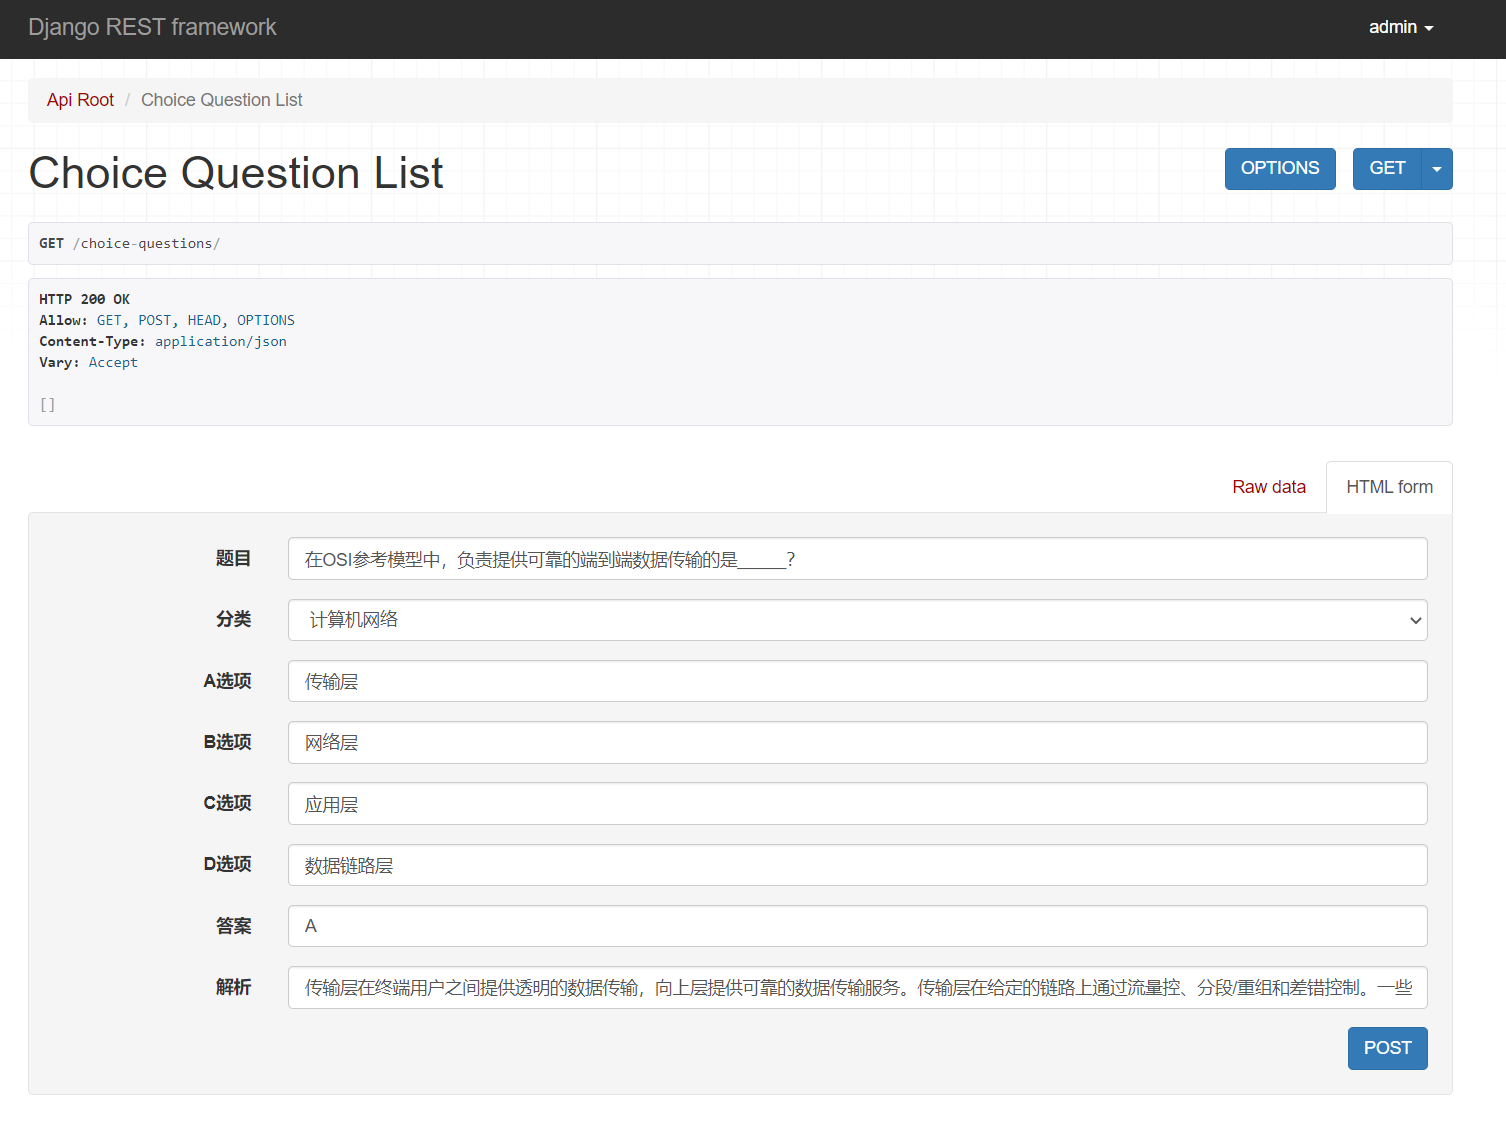 Django REST framework
admin
Api Root / Choice Question List
Choice Question List
OPTIONS
GET
GET /choice-questions/
HTTP 200 OK
Allow: GET, POST, HEAD, OPTIONS
Content-Type: application/json
Vary: Accept
[]
Raw data
HTML form
题目
在OSI参考模型中，负责提供可靠的端到端数据传输的是______？
分类
计算机网络
A选项
传输层
B选项
网络层
C选项
应用层
D选项
数据链路层
答案
A
解析
传输层在终端用户之间提供透明的数据传输，向上层提供可靠的数据传输服务。传输层在给定的链路上通过流量控、分段/重组和差错控制。一些
POST